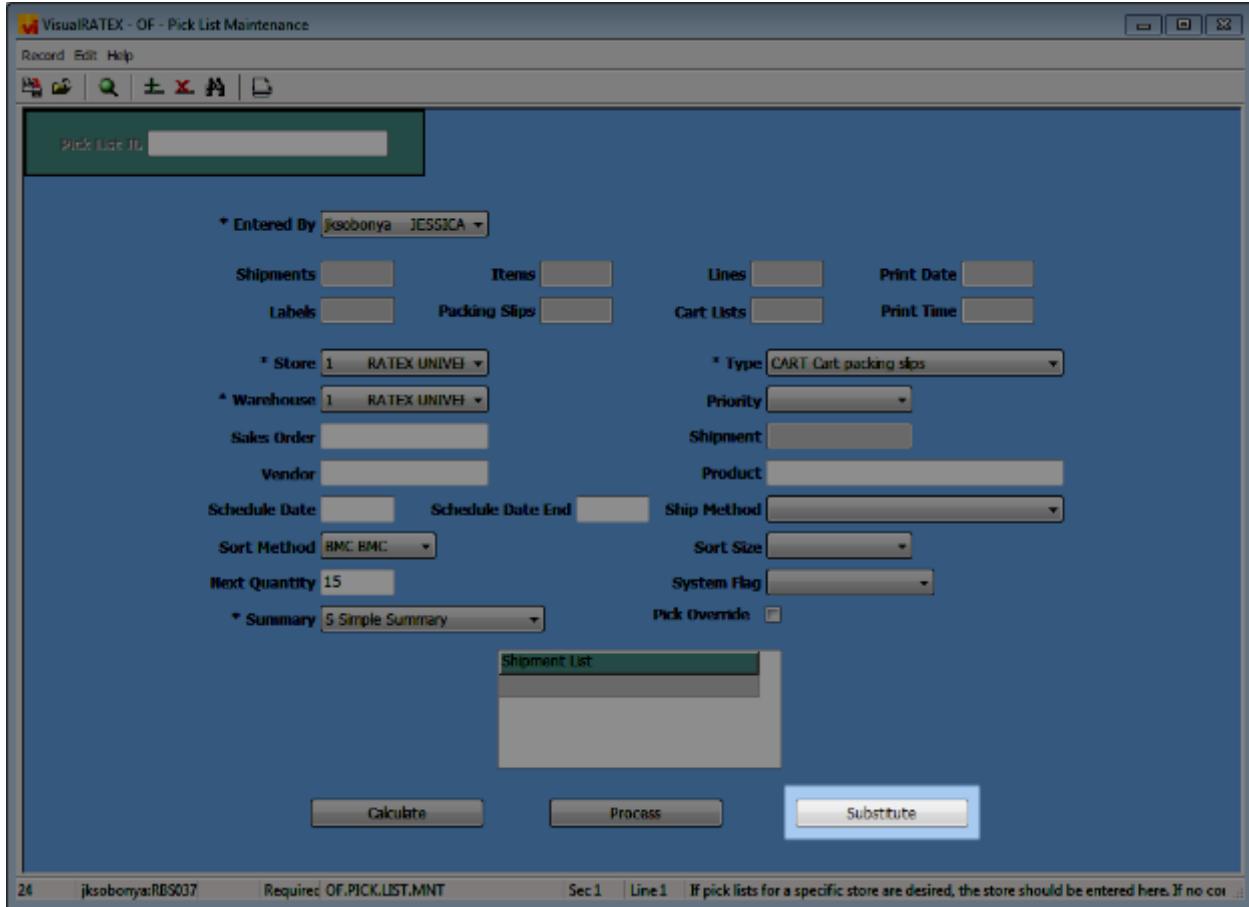 VisualRATEX - OF - Pick List Maintenance
Record Edit Help
Pick List ID
* Entered By jksobonya JESSICA
Shipments Items Lines Print Date
Labels Packing Slips Cart Lists Print Time
* Store 1 RATEX UNIVE * Type CART Cart packing slips
* Warehouse 1 RATEX UNIVE Priority
Sales Order Shipment
Vendor Product
Schedule Date Schedule Date End Ship Method
Sort Method BMC BMC Sort Size
Next Quantity 15 System Flag
* Summary S Simple Summary Pick Override
Shipment List
Calculate Process Substitute
24 jksobonya:RBS037 Required OF.PICK.LIST.MNT Sec 1 Line 1 If pick lists for a specific store are desired, the store should be entered here. If no